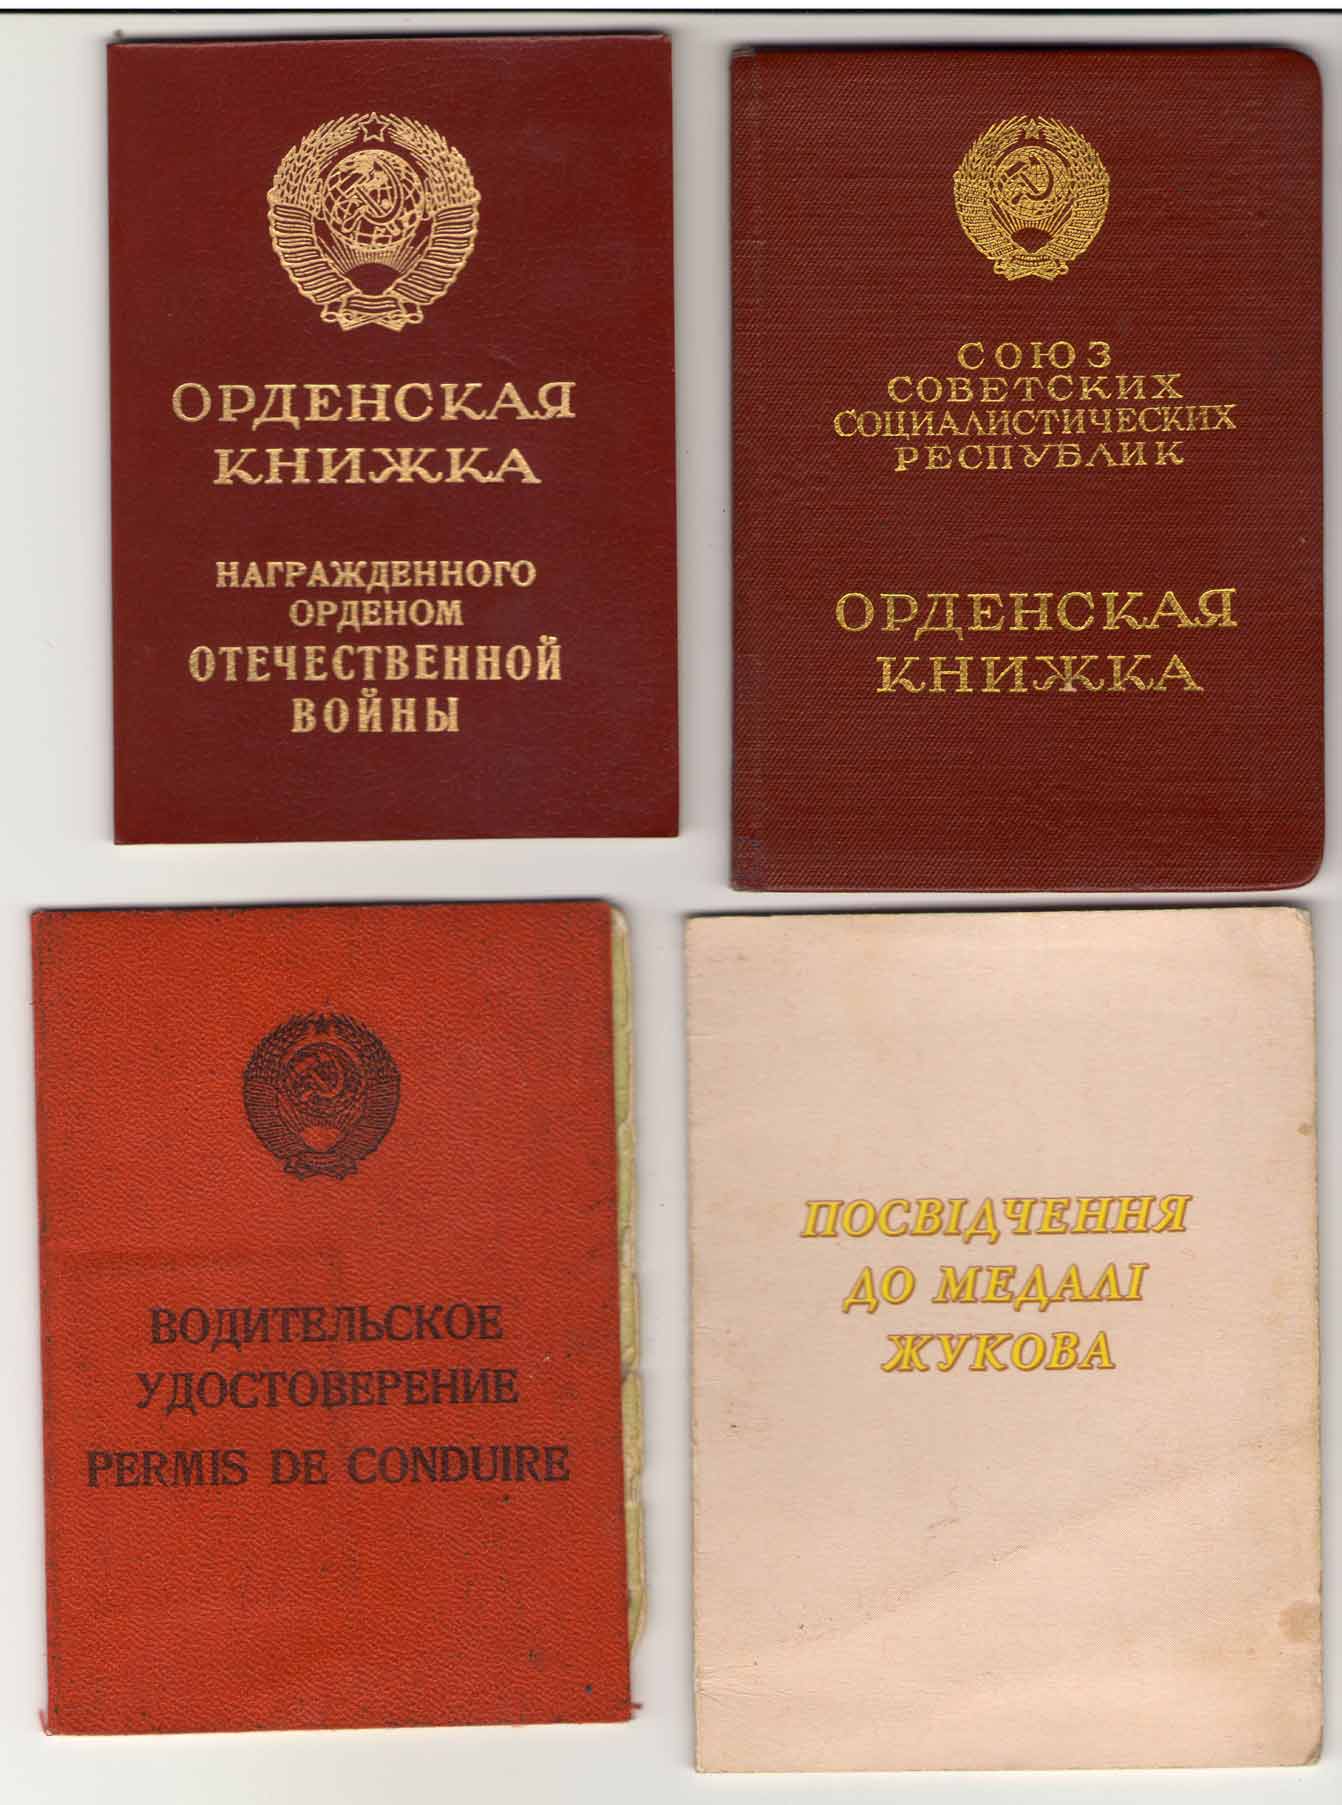 ОРДЕНСКАЯ
КНИЖКА
НАГРАЖДЕННОГО
ОРДЕНОМ
ОТЕЧЕСТВЕННОЙ
ВОЙНЫ
СОЮЗ
СОВЕТСКИХ
СОЦИАЛИСТИЧЕСКИХ
РЕСПУБЛИК
ОРДЕНСКАЯ
КНИЖКА
ВОДИТЕЛЬСКОЕ
УДОСТОВЕРЕНИЕ
PERMIS DE CONDUIRE
ПОСВІДЧЕННЯ
ДО МЕДАЛІ
ЖУКОВА